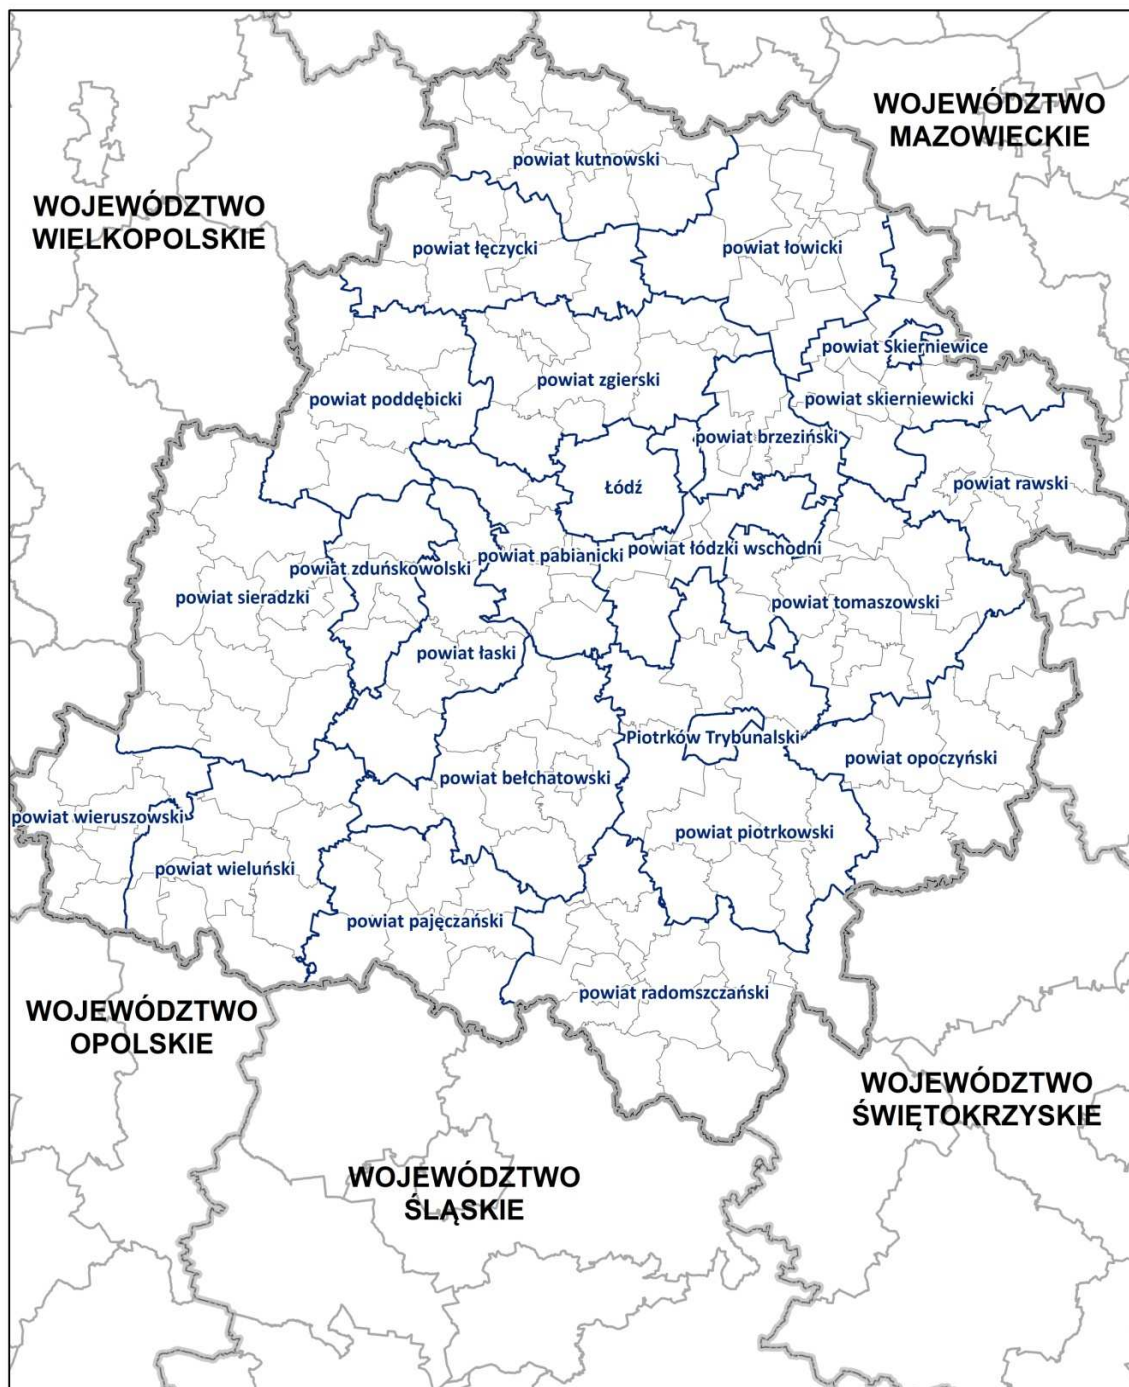 WOJEWÓDZTWO
MAZOWIECKIE
powiat kutnowski
WOJEWÓDZTWO
WIELKOPOLSKIE
powiat łęczycki
powiat łowicki
powiat Skierniewice
powiat zgierski
powiat poddębicki
powiat skierniewicki
powiat brzeziński
Łódź
powiat rawski
powiat pabianicki
powiat łódzki wschodni
powiat zduńskowolski
powiat sieradzki
powiat tomaszowski
powiat łaski
Piotrków Trybunalski
powiat opoczyński
powiat bełchatowski
powiat wieruszowski
powiat piotrkowski
powiat wieluński
powiat pajęczański
powiat radomszczański
WOJEWÓDZTWO
OPOLSKIE
WOJEWÓDZTWO
ŚWIĘTOKRZYSKIE
WOJEWÓDZTWO
ŚLĄSKIE